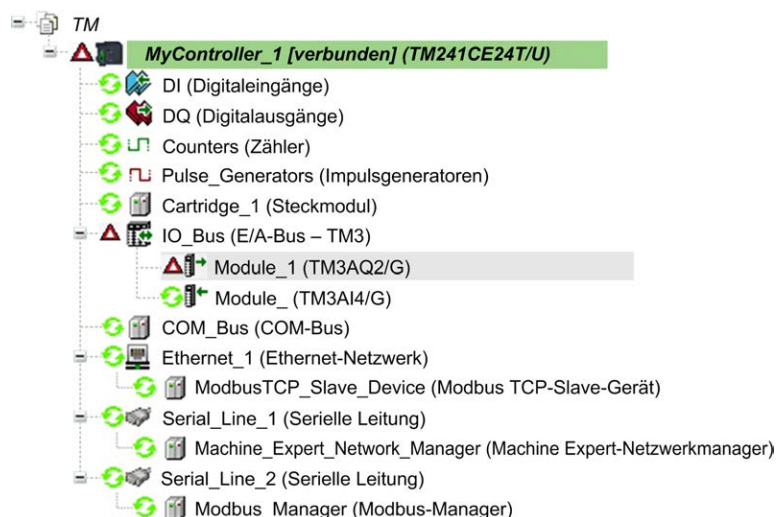 TM
MyController_1 [verbunden] (TM241CE24T/U)
DI (Digitaleingänge)
DQ (Digitalausgänge)
Counters (Zähler)
Pulse_Generators (Impulsgeneratoren)
Cartridge_1 (Steckmodul)
IO_Bus (E/A-Bus – TM3)
Module_1 (TM3AQ2/G)
Module_ (TM3AI4/G)
COM_Bus (COM-Bus)
Ethernet_1 (Ethernet-Netzwerk)
ModbusTCP_Slave_Device (Modbus TCP-Slave-Gerät)
Serial_Line_1 (Serielle Leitung)
Machine_Expert_Network_Manager (Machine Expert-Netzwerkmanager)
Serial_Line_2 (Serielle Leitung)
Modbus_Manager (Modbus-Manager)